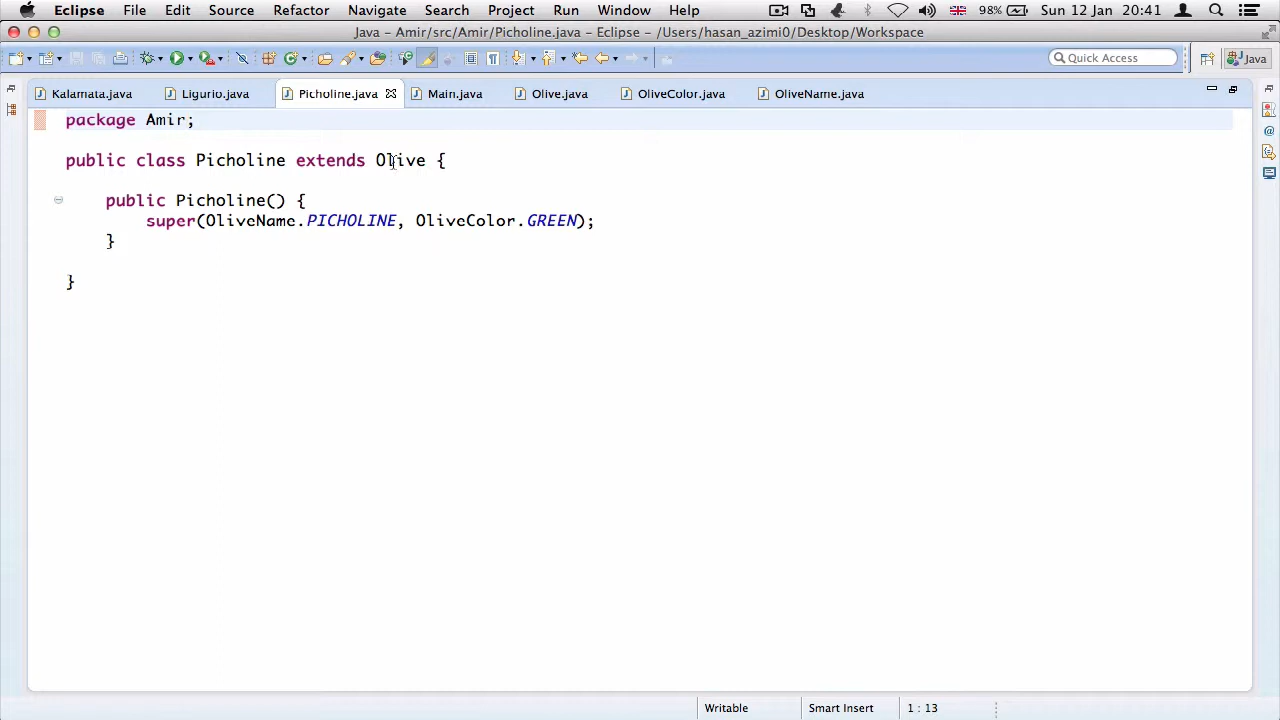 Eclipse File Edit Source Refactor Navigate Search Project Run Window Help 98% Sun 12 Jan 20:41
Java - Amir/src/Amir/Picholine.java - Eclipse - /Users/hasan_azimi0/Desktop/Workspace
Quick Access Java
Kalamata.java Ligurio.java Picholine.java Main.java Olive.java OliveColor.java OliveName.java
package Amir;
public class Picholine extends Olive {
public Picholine() {
super(OliveName.PICHOLINE, OliveColor.GREEN);
}
}
Writable Smart Insert 1 : 13